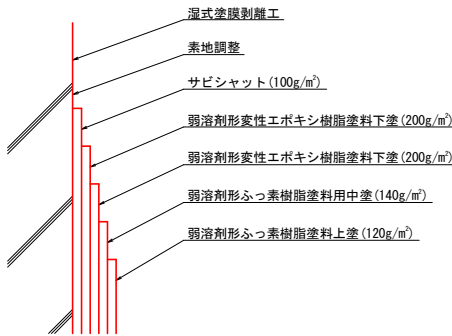 湿式塗膜剥離工
素地調整
サビシャット(100g/㎡)
弱溶剤形変性エポキシ樹脂塗料下塗(200g/㎡)
弱溶剤形変性エポキシ樹脂塗料下塗(200g/㎡)
弱溶剤形ふっ素樹脂塗料用中塗(140g/㎡)
弱溶剤形ふっ素樹脂塗料上塗(120g/㎡)